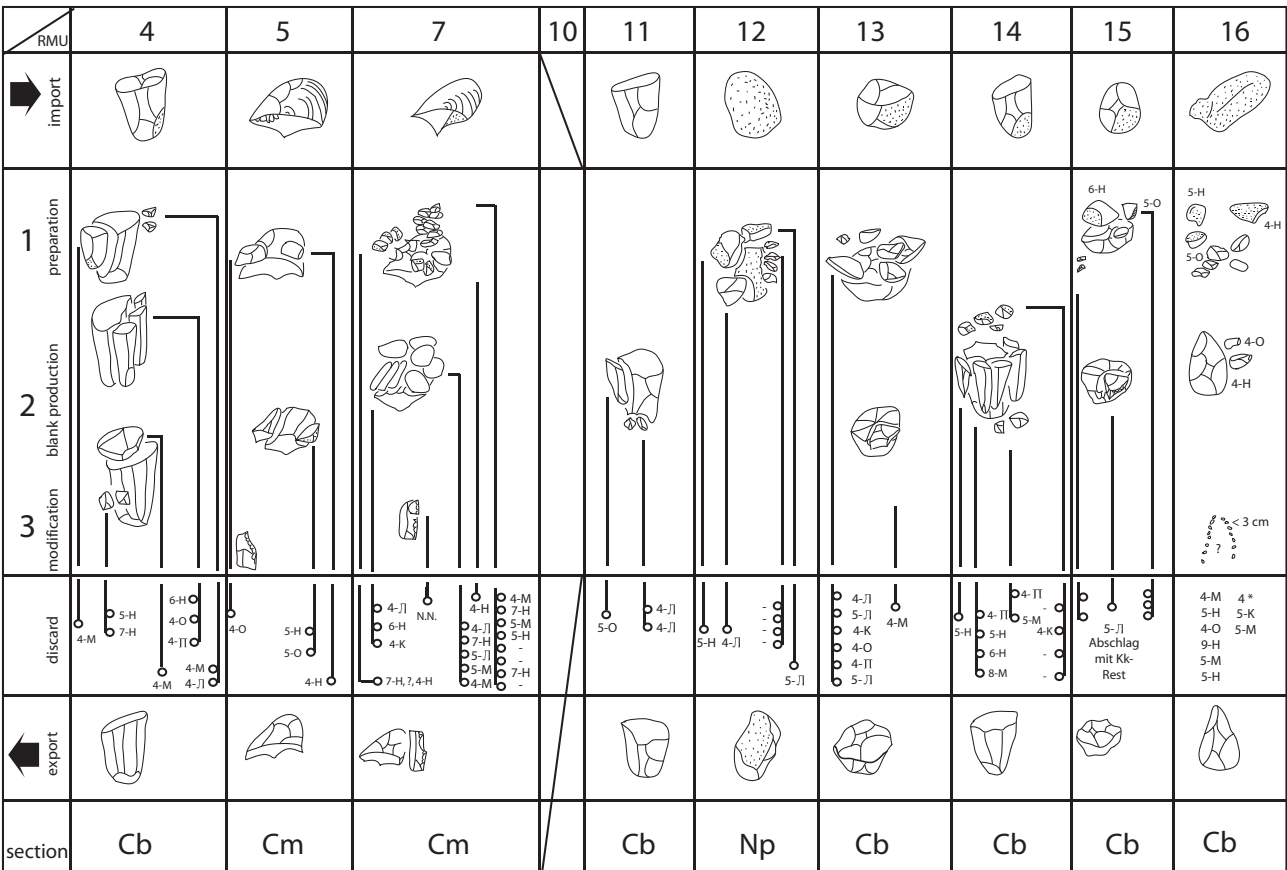 RMU 4 5 7 10 11 12 13 14 15 16
import
1 preparation
6-H
5-O
5-H
4-H
5-O
2 blank production
4-O
4-H
3 modification
< 3 cm
?
discard
4-M
5-H
7-H
4-M
6-H
4-O
4-П
4-M
4-Л
4-O
5-H
5-O
4-H
4-Л
6-H
4-K
7-H, ?, 4-H
N.N.
4-Л
7-H
5-Л
5-M
4-M
4-H
4-M
7-H
5-M
5-H
-
-
7-H
-
5-O
4-Л
4-Л
5-H
4-Л
-
-
-
-
5-Л
4-Л
5-Л
4-K
4-O
4-П
5-Л
4-M
5-H
4-П
5-H
6-H
8-M
4-П
5-M
-
4-K
-
-
5-Л
Abschlag
mit Kk-
Rest
4-M 4 *
5-H 5-K
4-O 5-M
9-H
5-M
5-H
export
section Cb Cm Cm Cb Np Cb Cb Cb Cb